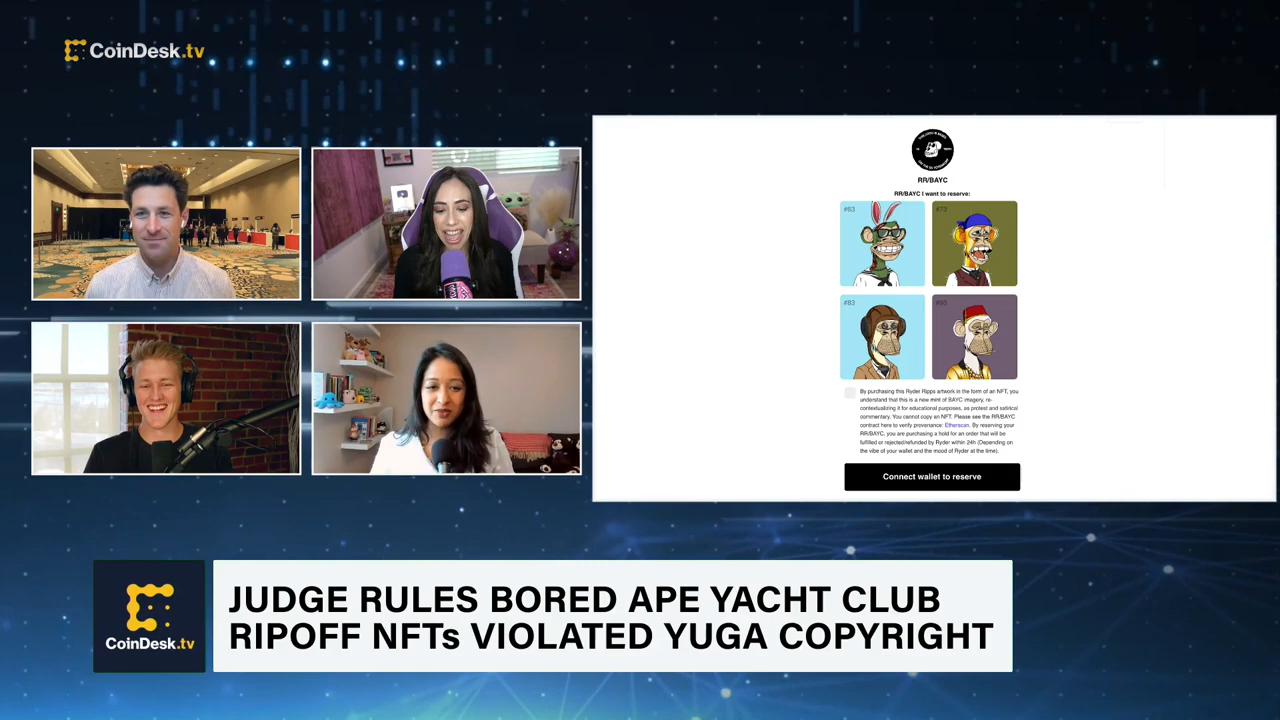 CoinDesk.tv
RR/BAYC
RR/BAYC I want to reserve:
#63
#73
#83
#93
By purchasing this Ryder Ripps artwork in the form of an NFT, you
understand that this is a new mint of BAYC imagery, re-
contextualizing it for educational purposes, as protest and satirical
commentary. You cannot copy an NFT. Please see the RR/BAYC
contract here to verify provenance: Etherscan. By reserving your
RR/BAYC, you are purchasing a hold for an order that will be
fulfilled or rejected/refunded by Ryder within 24h (Depending on
the vibe of your wallet and the mood of Ryder at the time).
Connect wallet to reserve
CoinDesk.tv
JUDGE RULES BORED APE YACHT CLUB
RIPOFF NFTs VIOLATED YUGA COPYRIGHT